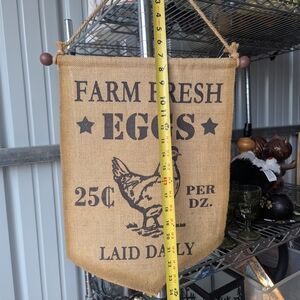 FARM FRESH
★ EGGS ★
25¢ PER
DZ.
LAID DAILY